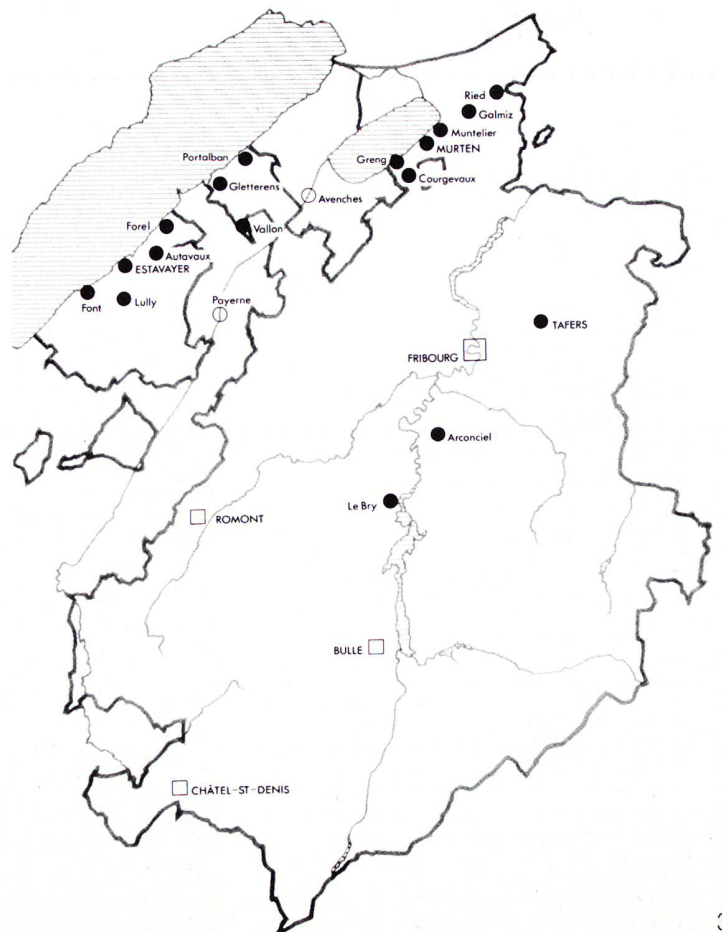 Ried
Galmiz
Muntelier
MURTEN
Portalban
Greng
Courgevaux
Gletterens
Avenches
Forel
Vallon
Autavaux
ESTAVAYER
Font
Lully
Payerne
TAFERS
FRIBOURG
Arconciel
Le Bry
ROMONT
BULLE
CHÂTEL-ST-DENIS